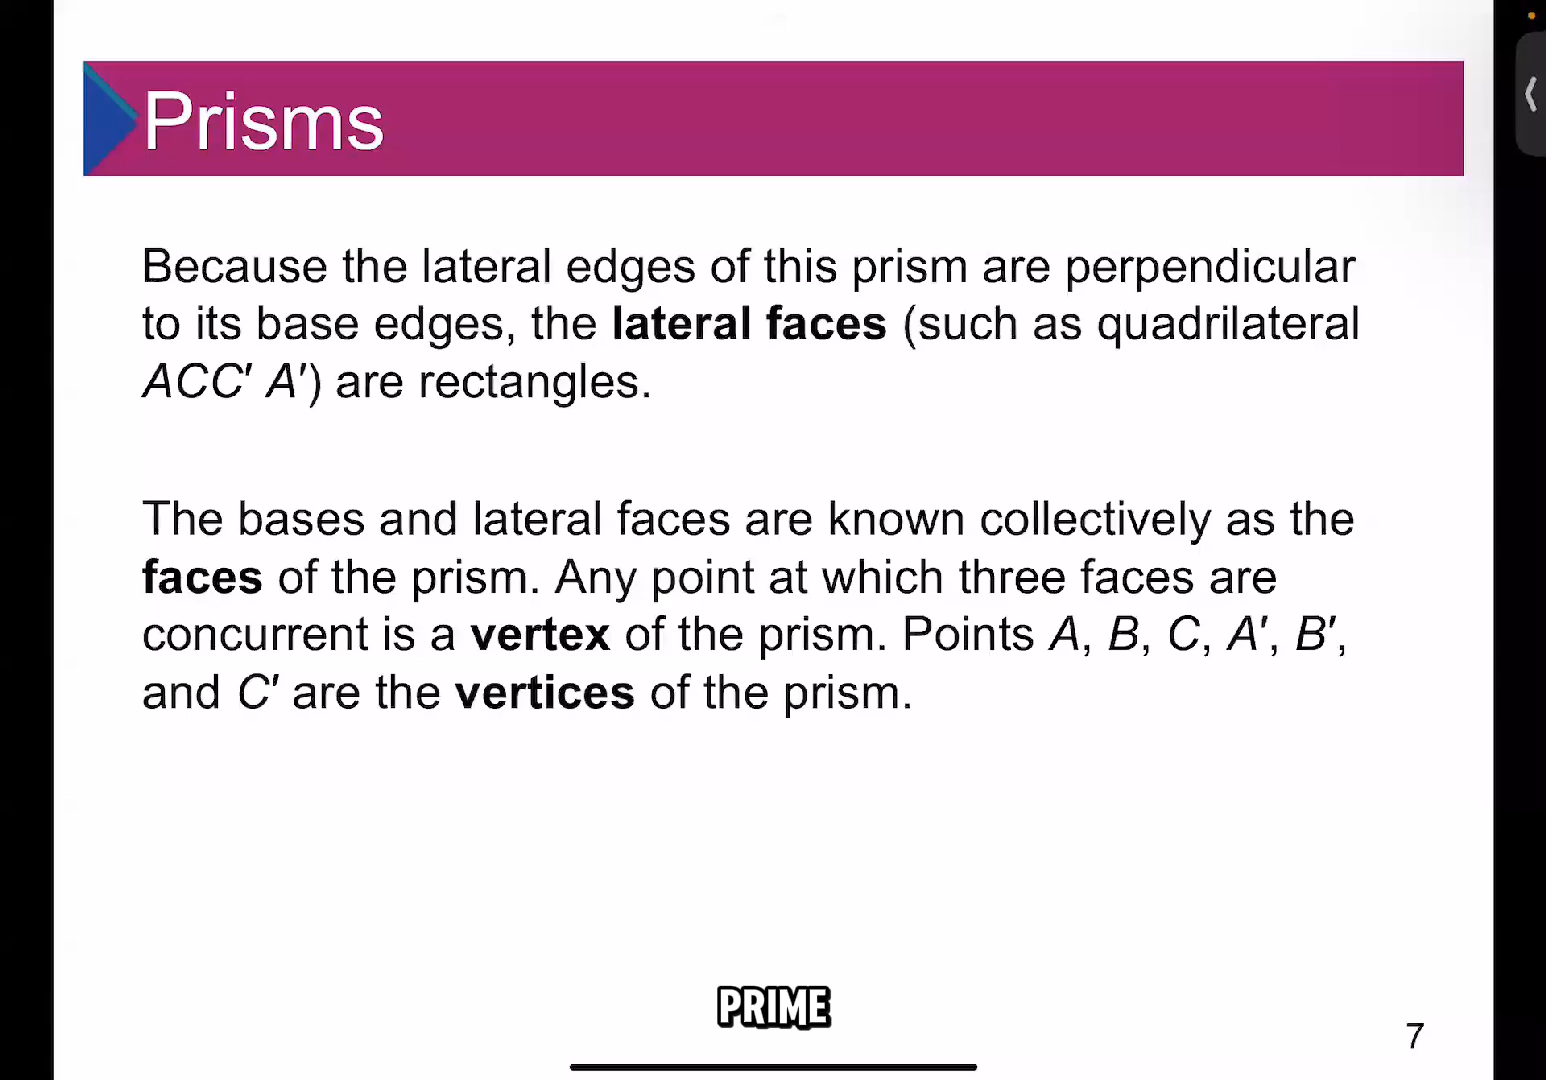 Prisms
Because the lateral edges of this prism are perpendicular
to its base edges, the lateral faces (such as quadrilateral
ACC′ A′) are rectangles.
The bases and lateral faces are known collectively as the
faces of the prism. Any point at which three faces are
concurrent is a vertex of the prism. Points A, B, C, A′, B′,
and C′ are the vertices of the prism.
PRIME
7